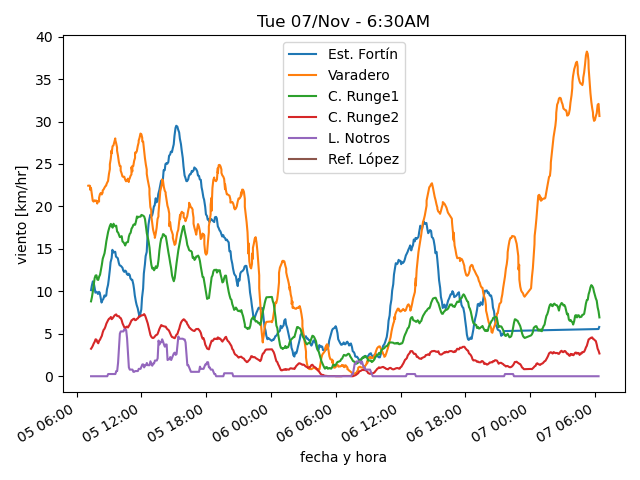 Tue 07/Nov - 6:30AM
Est. Fortín
Varadero
C. Runge1
C. Runge2
L. Notros
Ref. López
viento [km/hr]
40
35
30
25
20
15
10
5
0
05 06:00
05 12:00
05 18:00
06 00:00
06 06:00
06 12:00
06 18:00
07 00:00
07 06:00
fecha y hora